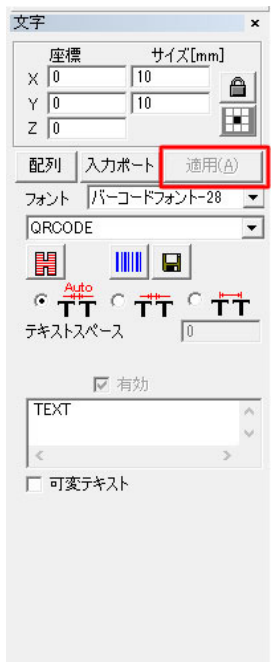 文字 ×
座標 サイズ[mm]
X 0 10
Y 0 10
Z 0
配列 入力ポート 適用(A)
フォント バーコードフォント-28
QRCODE
Auto
TT TT TT
テキストスペース 0
有効
TEXT
可変テキスト